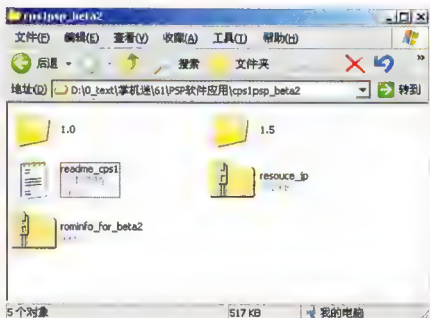 cps1psp_beta2
文件(F) 编辑(E) 查看(V) 收藏(A) 工具(T) 帮助(H)
后退 搜索 文件夹 »
地址(D) D:\0_text\掌机迷\61\PSP软件应用\cps1psp_beta2 转到
1.0 1.5
readme_cps1 resouce_jp
rominfo_for_beta2
5 个对象 517 KB 我的电脑